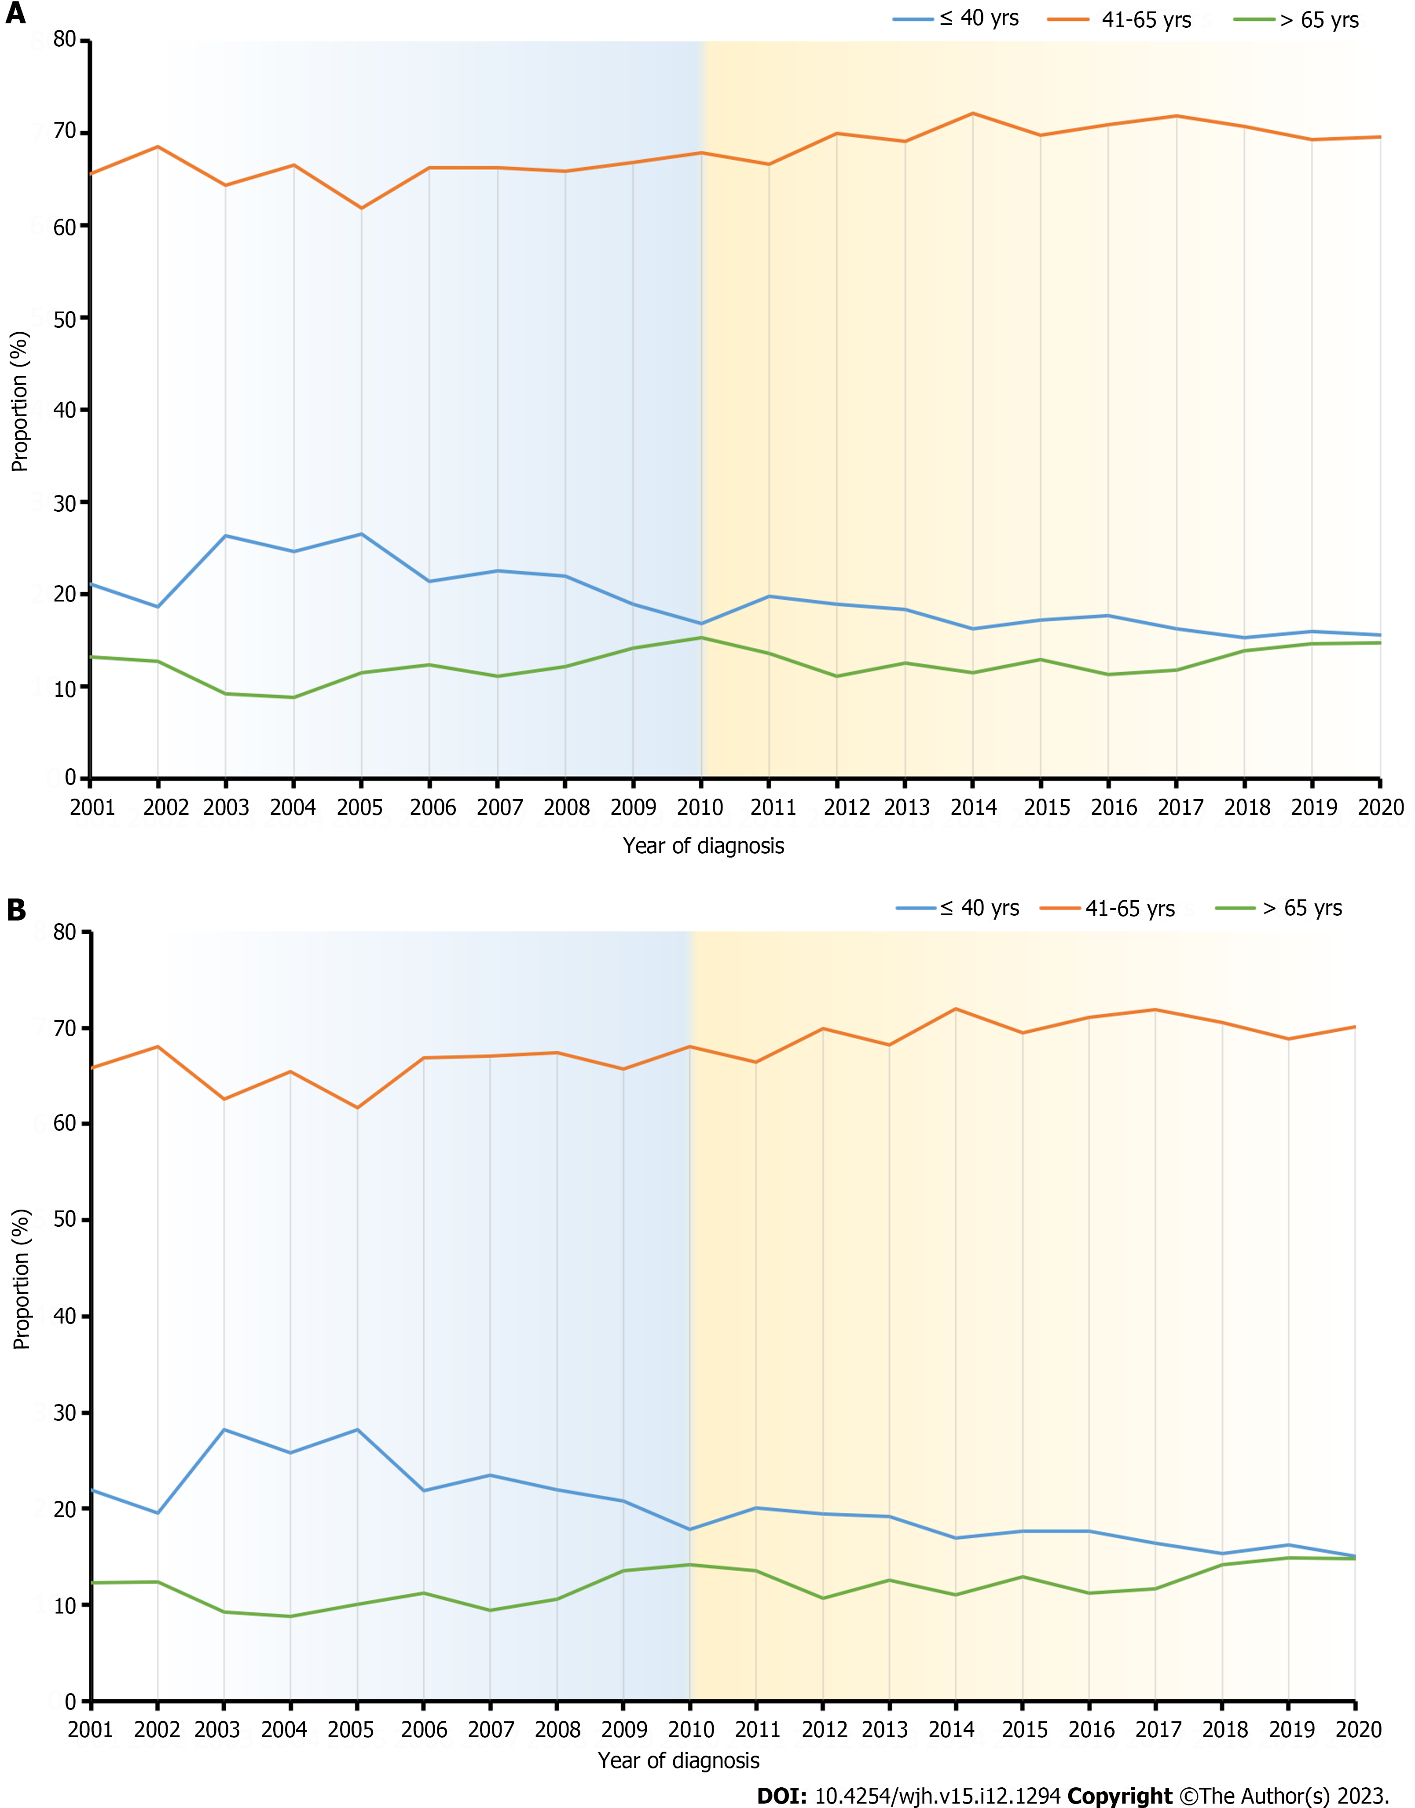 A
≤ 40 yrs 41-65 yrs > 65 yrs
80
70
60
50
40
30
20
10
0
Proportion (%)
2001 2002 2003 2004 2005 2006 2007 2008 2009 2010 2011 2012 2013 2014 2015 2016 2017 2018 2019 2020
Year of diagnosis
B
≤ 40 yrs 41-65 yrs > 65 yrs
80
70
60
50
40
30
20
10
0
Proportion (%)
2001 2002 2003 2004 2005 2006 2007 2008 2009 2010 2011 2012 2013 2014 2015 2016 2017 2018 2019 2020
Year of diagnosis
DOI: 10.4254/wjh.v15.i12.1294 Copyright ©The Author(s) 2023.